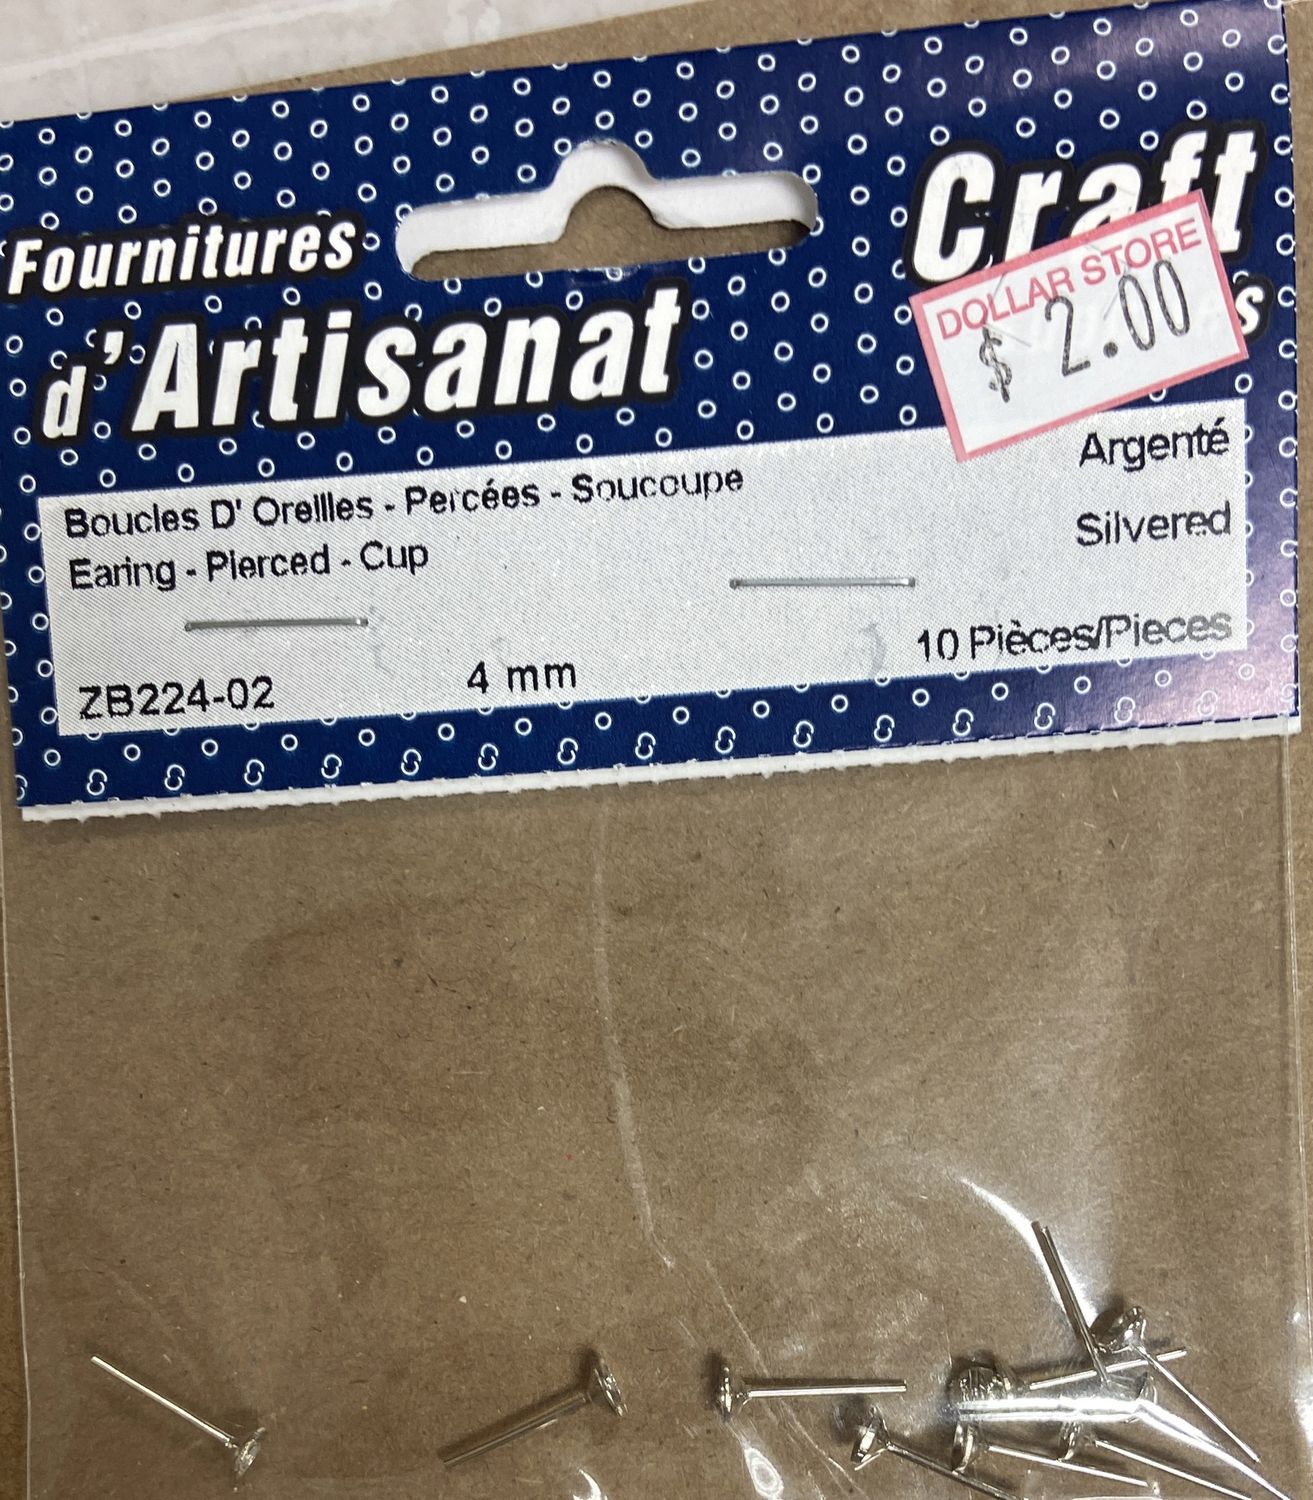 Fournitures
d'Artisanat
Craft
DOLLAR STORE
$ 2.00
Boucles D' Oreilles - Percées - Soucoupe
Earing - Pierced - Cup
Argenté
Silvered
ZB224-02
4 mm
10 Pièces/Pieces